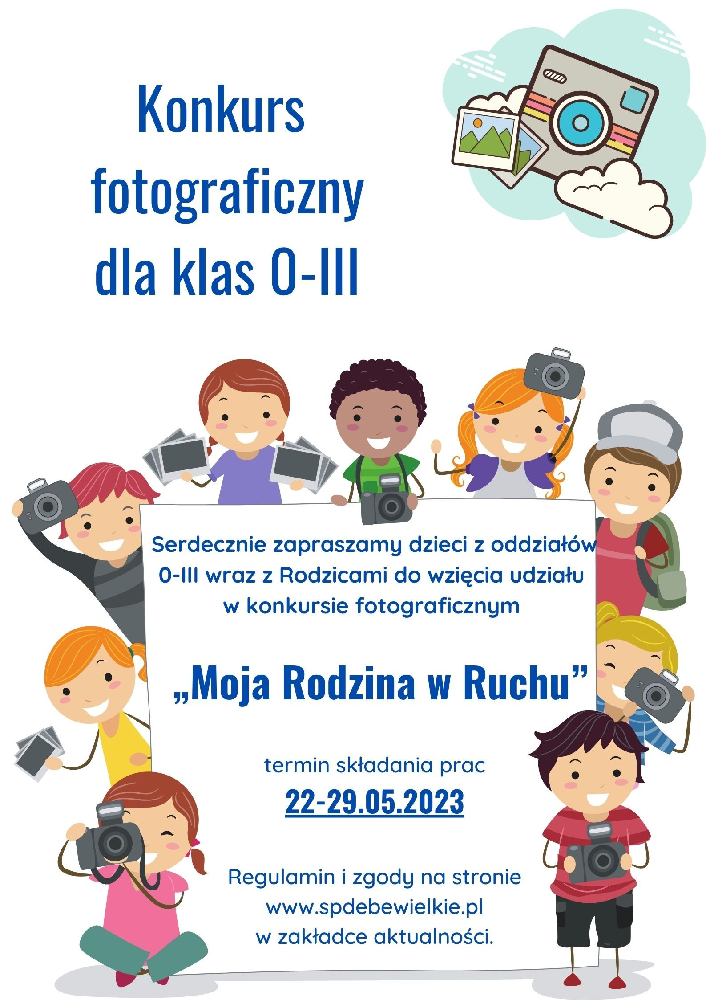 Konkurs
fotograficzny
dla klas 0-III
Serdecznie zapraszamy dzieci z oddziałów
0-III wraz z Rodzicami do wzięcia udziału
w konkursie fotograficznym
„Moja Rodzina w Ruchu”
termin składania prac
22-29.05.2023
Regulamin i zgody na stronie
www.spdebewielkie.pl
w zakładce aktualności.